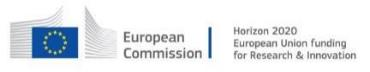 European
Commission
Horizon 2020
European Union funding
for Research & Innovation